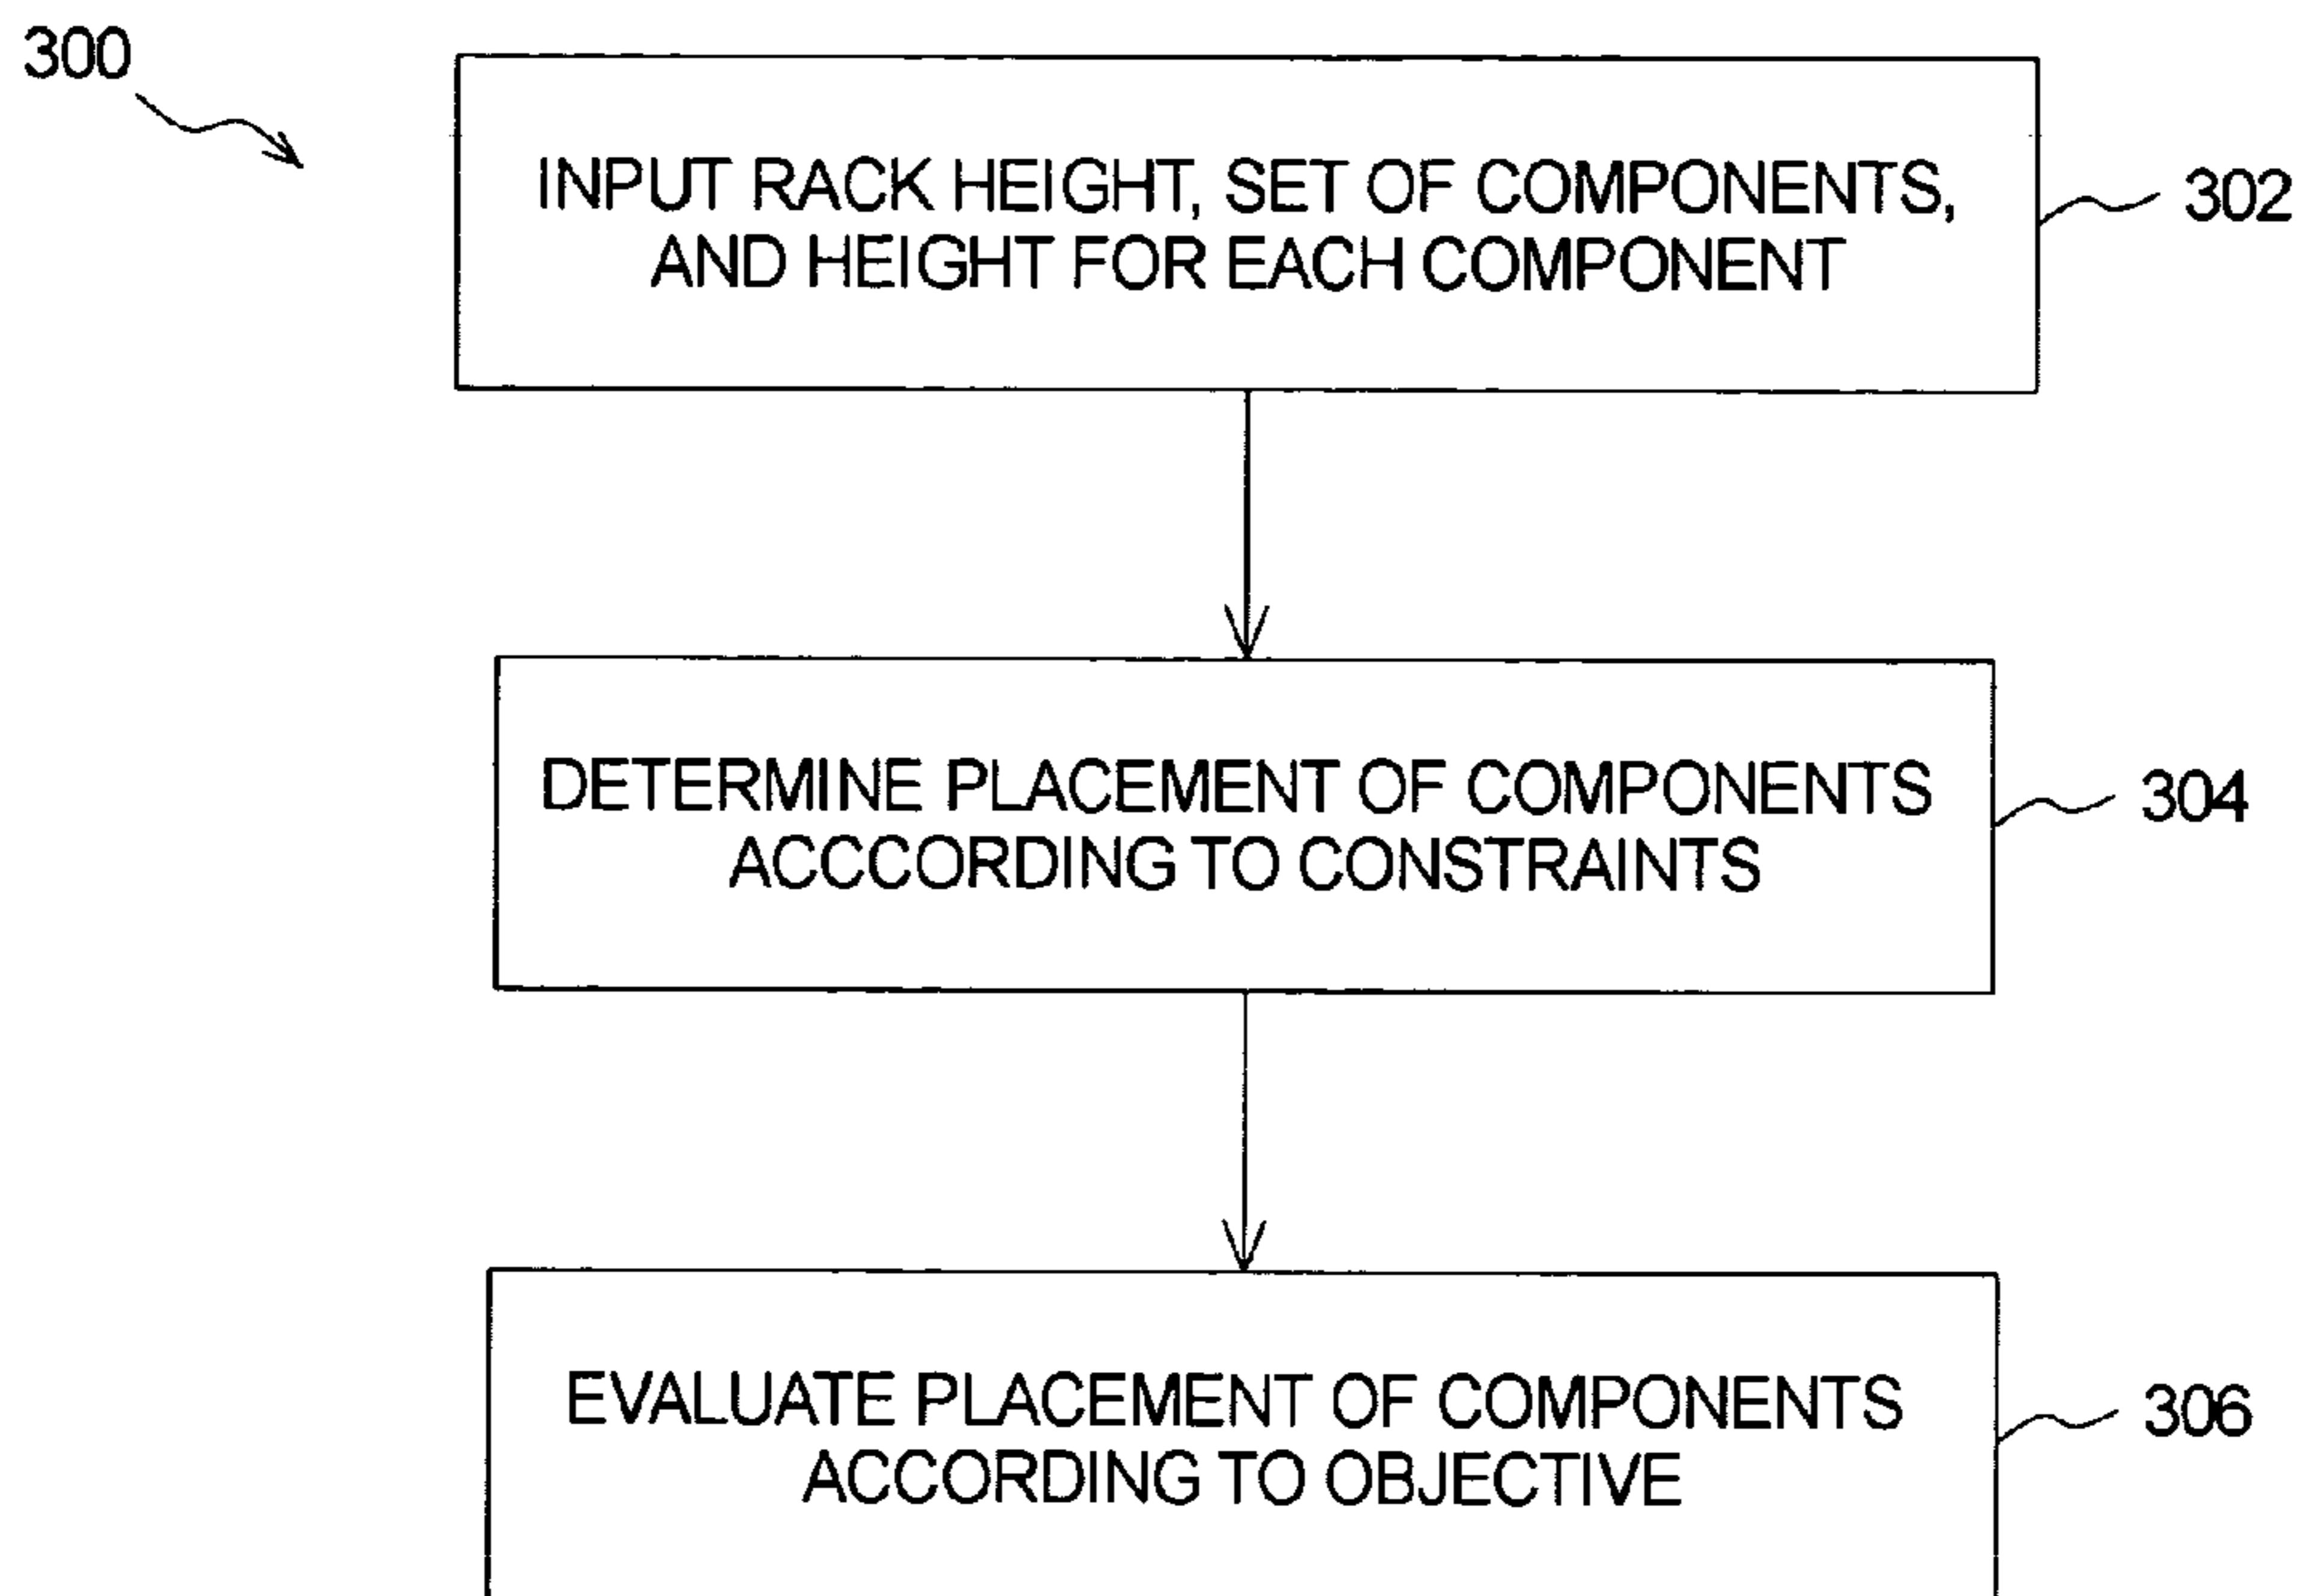 300
INPUT RACK HEIGHT, SET OF COMPONENTS,
AND HEIGHT FOR EACH COMPONENT
302
DETERMINE PLACEMENT OF COMPONENTS
ACCCORDING TO CONSTRAINTS
304
EVALUATE PLACEMENT OF COMPONENTS
ACCORDING TO OBJECTIVE
306